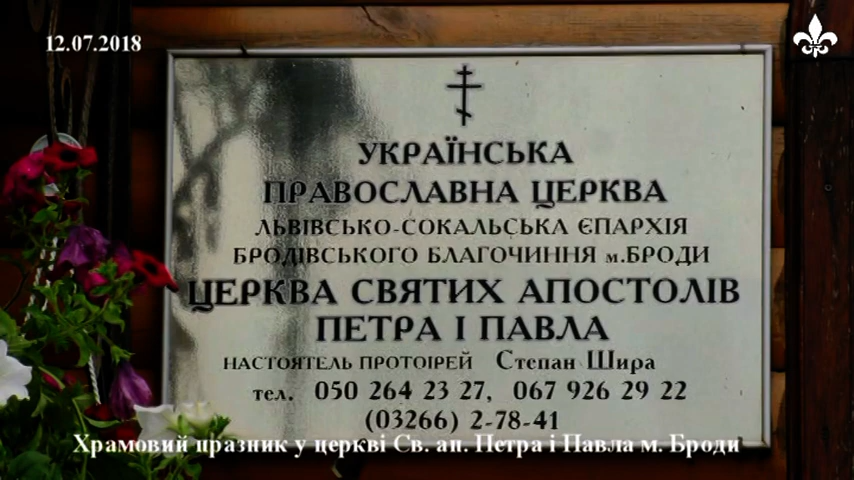 12.07.2018
УКРАЇНСЬКА
ПРАВОСЛАВНА ЦЕРКВА
ЛЬВІВСЬКО-СОКАЛЬСЬКА ЄПАРХІЯ
БРОДІВСЬКОГО БЛАГОЧИННЯ м.БРОДИ
ЦЕРКВА СВЯТИХ АПОСТОЛІВ
ПЕТРА І ПАВЛА
НАСТОЯТЕЛЬ ПРОТОІРЕЙ Степан Шира
тел. 050 264 23 27, 067 926 29 22
(03266) 2-78-41
Храмовий празник у церкві Св. ап. Петра і Павла м. Броди